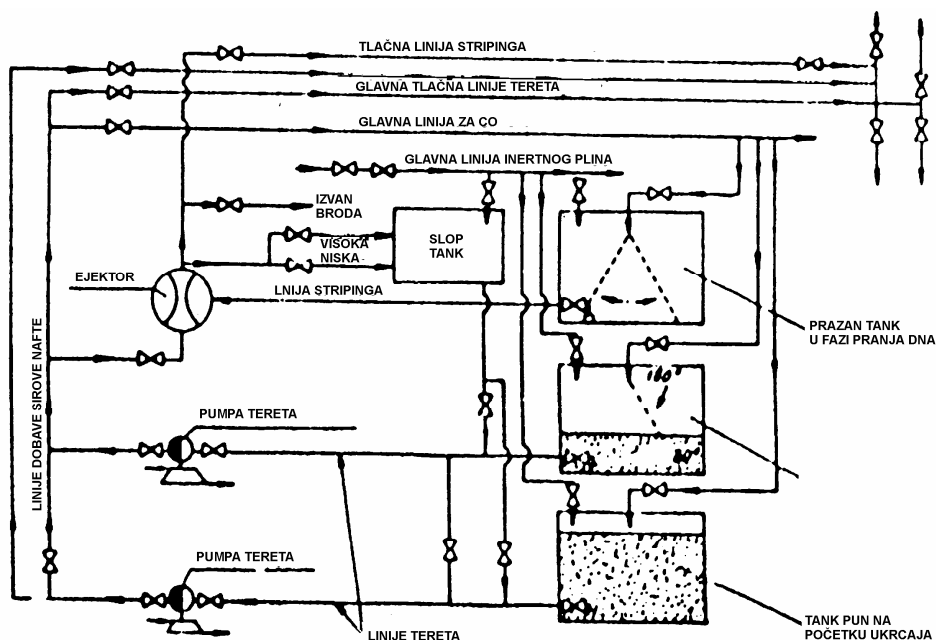 TLAČNA LINIJA STRIPINGA
GLAVNA TLAČNA LINIJE TERETA
GLAVNA LINIJA ZA ÇO
GLAVNA LINIJA INERTNOG PLINA
IZVAN
BRODA
VISOKA
NISKA
SLOP
TANK
EJEKTOR
LNIJA STRIPINGA
PRAZAN TANK
U FAZI PRANJA DNA
LINIJE DOBAVE SIROVE NAFTE
PUMPA TERETA
PUMPA TERETA
LINIJE TERETA
TANK PUN NA
POČETKU UKRCAJA